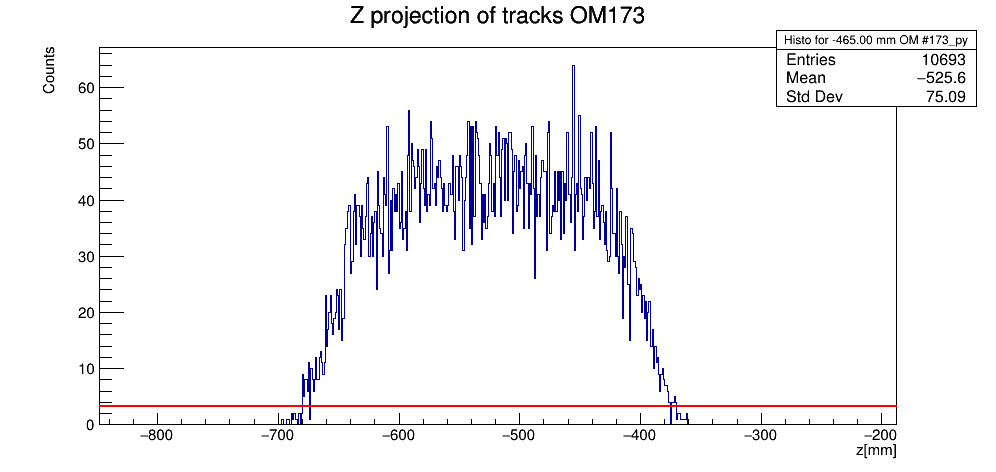 Z projection of tracks OM173
Histo for -465.00 mm OM #173_py
Entries 10693
Mean −525.6
Std Dev 75.09
Counts
60
50
40
30
20
10
0
−800 −700 −600 −500 −400 −300 −200
z[mm]